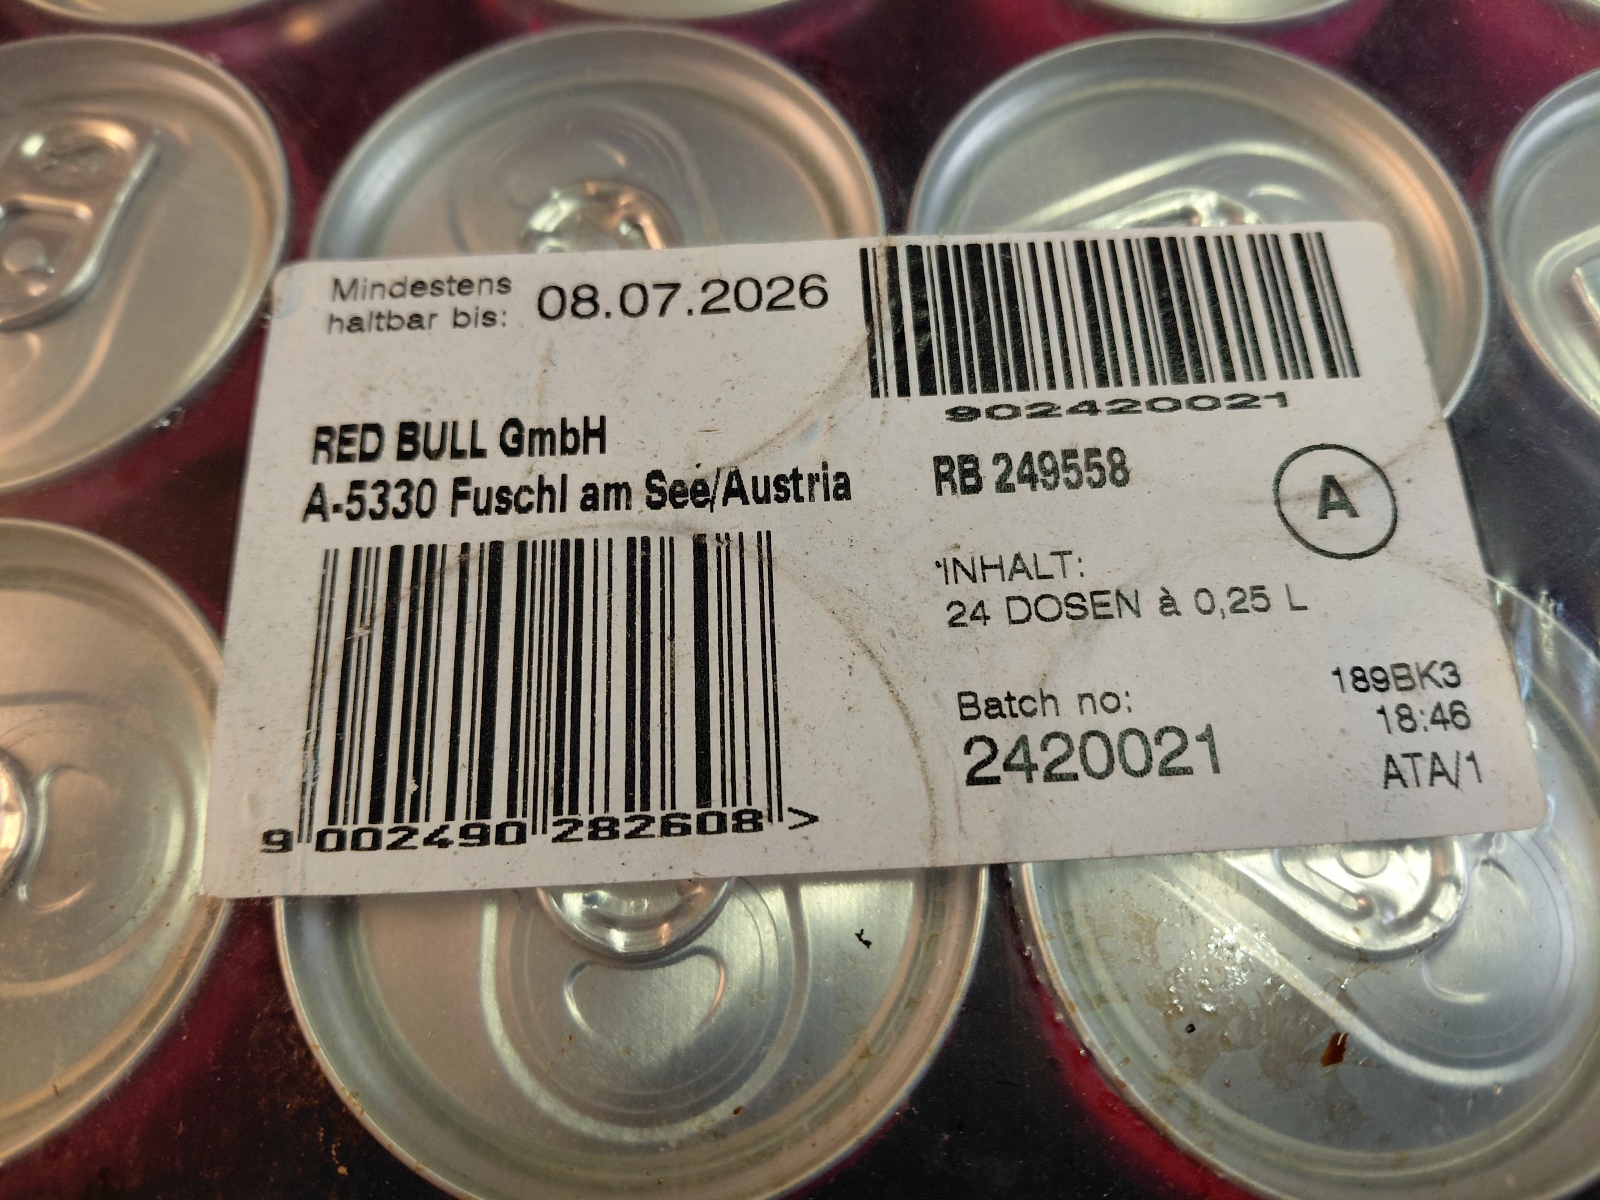 Mindestens
haltbar bis: 08.07.2026
902420021
RED BULL GmbH
A-5330 Fuschl am See/Austria
RB 249558
A
INHALT:
24 DOSEN à 0,25 L
Batch no:
2420021
189BK3
18:46
ATA/1
9 002490 282608 >